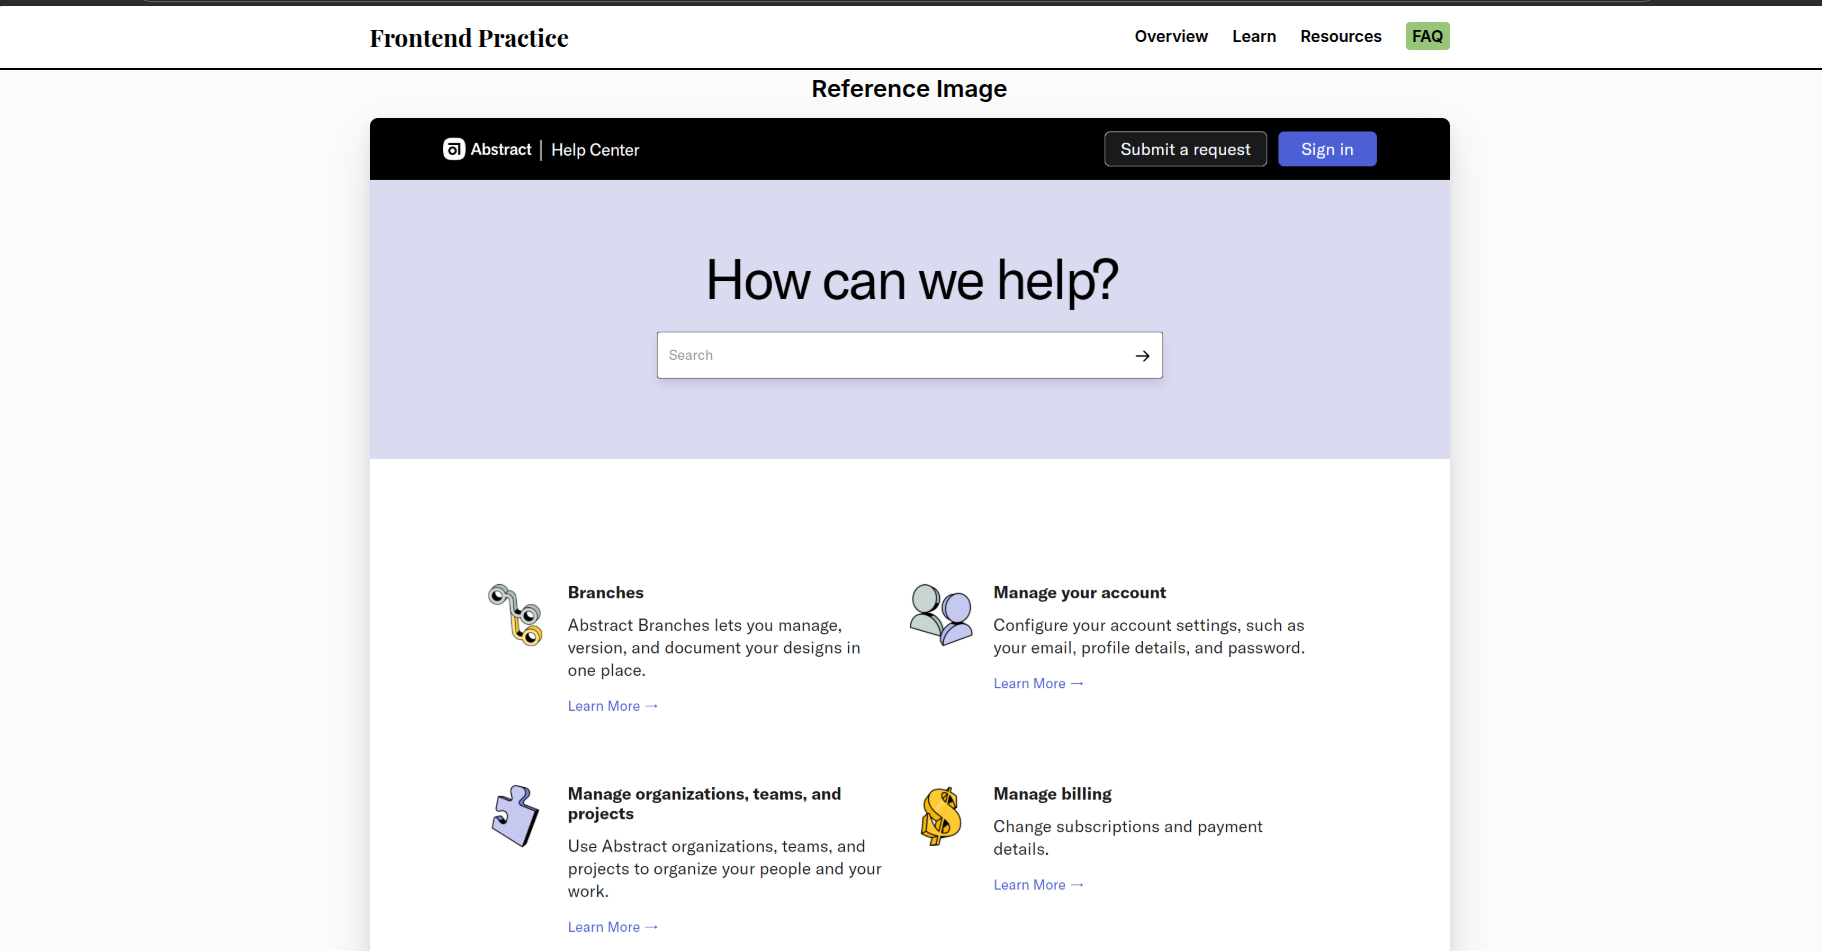 Frontend Practice
Overview Learn Resources FAQ
Reference Image
Abstract | Help Center
Submit a request
Sign in
How can we help?
Search →
Branches
Abstract Branches lets you manage,
version, and document your designs in
one place.
Learn More →
Manage your account
Configure your account settings, such as
your email, profile details, and password.
Learn More →
Manage organizations, teams, and
projects
Use Abstract organizations, teams, and
projects to organize your people and your
work.
Learn More →
Manage billing
Change subscriptions and payment
details.
Learn More →